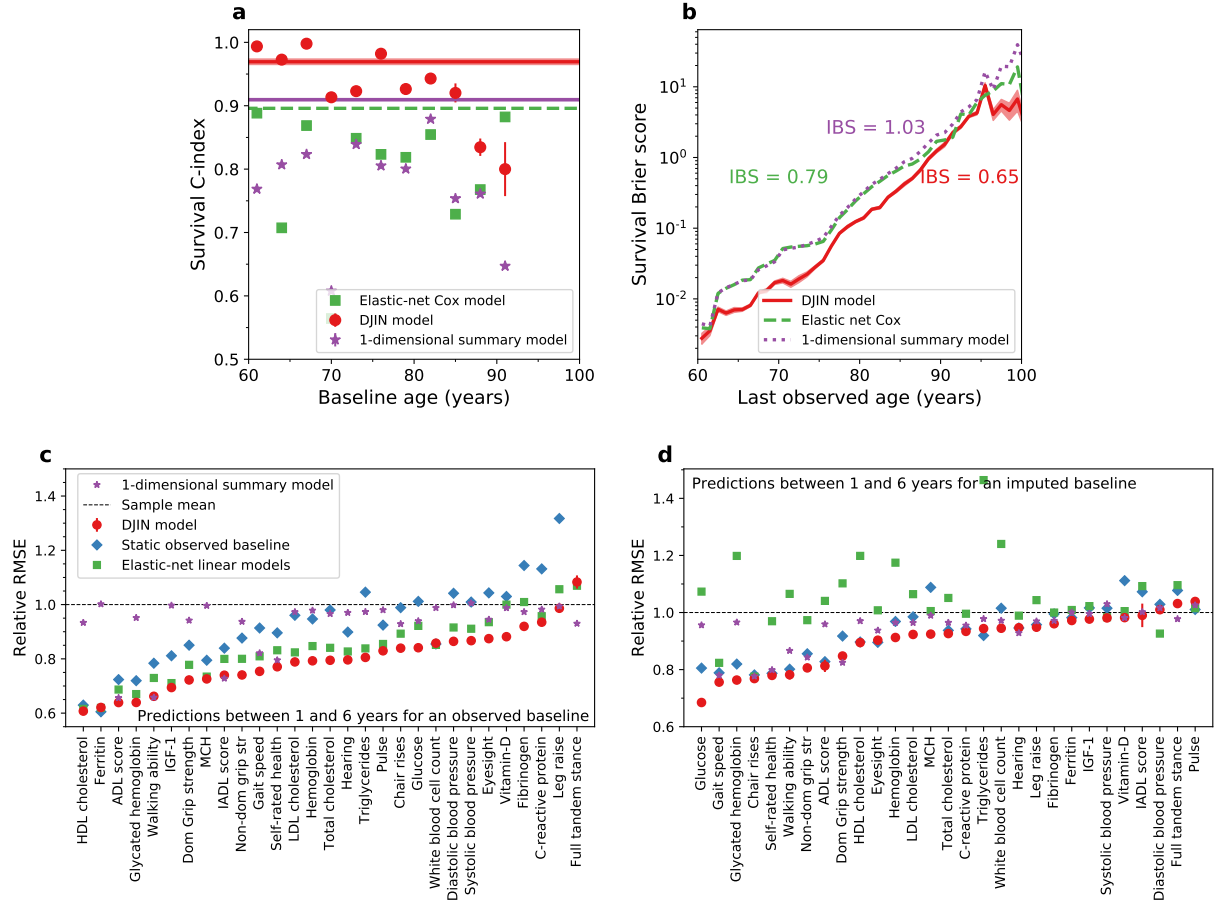 a
1.0
0.9
0.8
0.7
0.6
0.5
Survival C-index
Elastic-net Cox model
DJIN model
1-dimensional summary model
60
70
80
90
100
Baseline age (years)
b
10¹
10⁰
10⁻¹
10⁻²
Survival Brier score
IBS = 1.03
IBS = 0.79
IBS = 0.65
DJIN model
Elastic net Cox
1-dimensional summary model
60
70
80
90
100
Last observed age (years)
c
1.4
1.2
1.0
0.8
0.6
Relative RMSE
1-dimensional summary model
Sample mean
DJIN model
Static observed baseline
Elastic-net linear models
Predictions between 1 and 6 years for an observed baseline
HDL cholesterol
Ferritin
ADL score
Glycated hemoglobin
Walking ability
IGF-1
Dom Grip strength
MCH
IADL score
Non-dom grip str
Gait speed
Self-rated health
LDL cholesterol
Hemoglobin
Total cholesterol
Hearing
Triglycerides
Pulse
Chair rises
Glucose
White blood cell count
Diastolic blood pressure
Systolic blood pressure
Eyesight
Vitamin-D
Fibrinogen
C-reactive protein
Leg raise
Full tandem stance
d
1.4
1.2
1.0
0.8
0.6
Relative RMSE
Predictions between 1 and 6 years for an imputed baseline
Glucose
Gait speed
Glycated hemoglobin
Chair rises
Self-rated health
Walking ability
Non-dom grip str
ADL score
Dom Grip strength
HDL cholesterol
Eyesight
Hemoglobin
LDL cholesterol
MCH
Total cholesterol
C-reactive protein
Triglycerides
White blood cell count
Hearing
Leg raise
Fibrinogen
Ferritin
IGF-1
Systolic blood pressure
Vitamin-D
IADL score
Diastolic blood pressure
Full tandem stance
Pulse